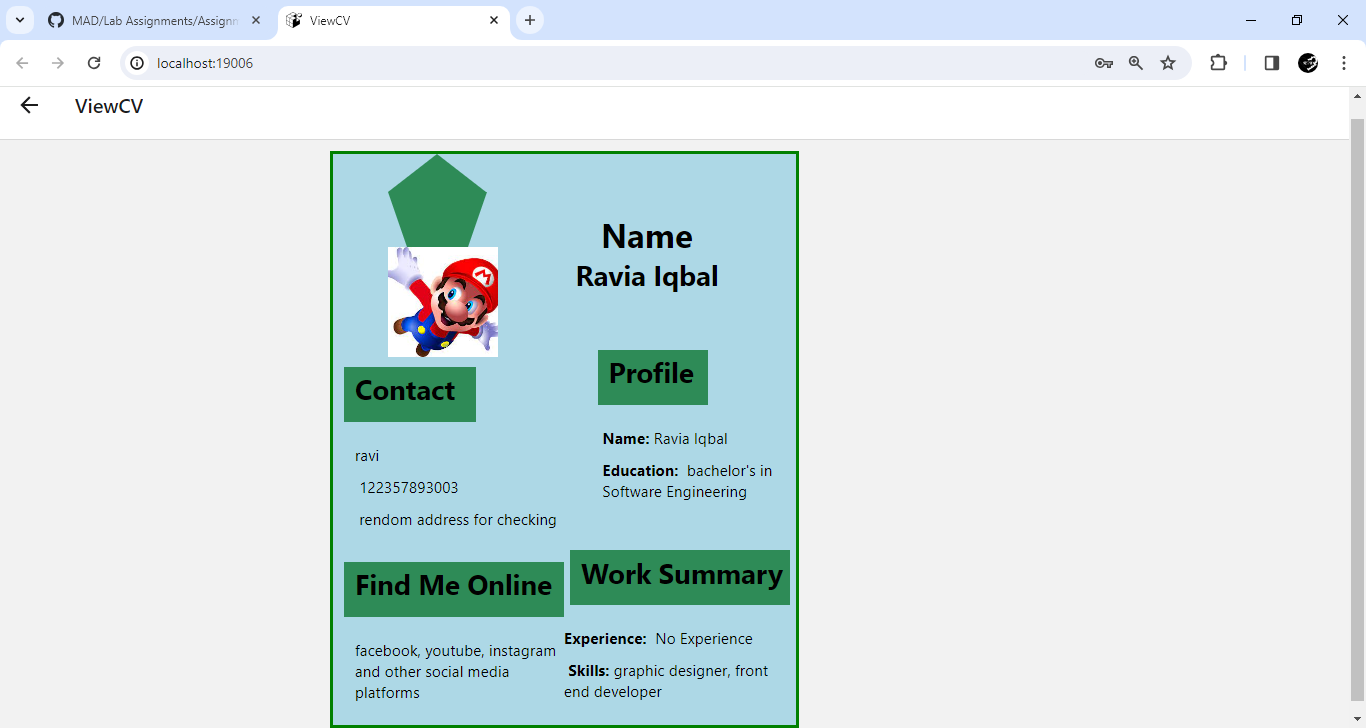 MAD/Lab Assignments/Assignm
ViewCV
localhost:19006
ViewCV
Name
Ravia Iqbal
M
Contact
ravi
122357893003
rendom address for checking
Find Me Online
facebook, youtube, instagram
and other social media
platforms
Profile
Name: Ravia Iqbal
Education:  bachelor's in
Software Engineering
Work Summary
Experience:  No Experience
Skills: graphic designer, front
end developer